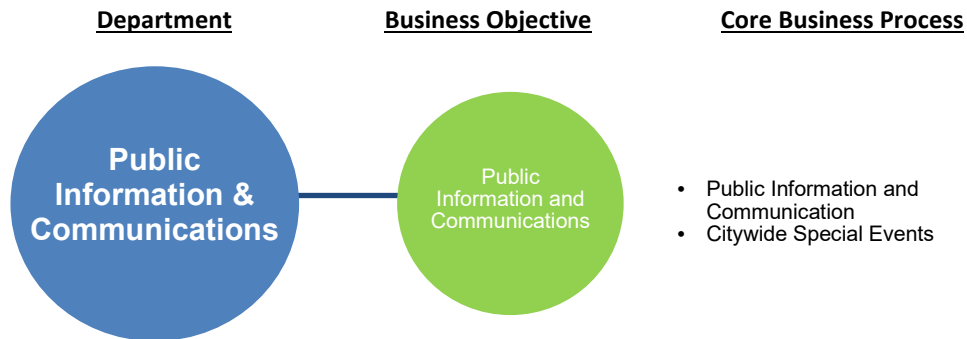 Department
Business Objective
Core Business Process
Public
Information &
Communications
Public
Information and
Communications
• Public Information and
Communication
• Citywide Special Events